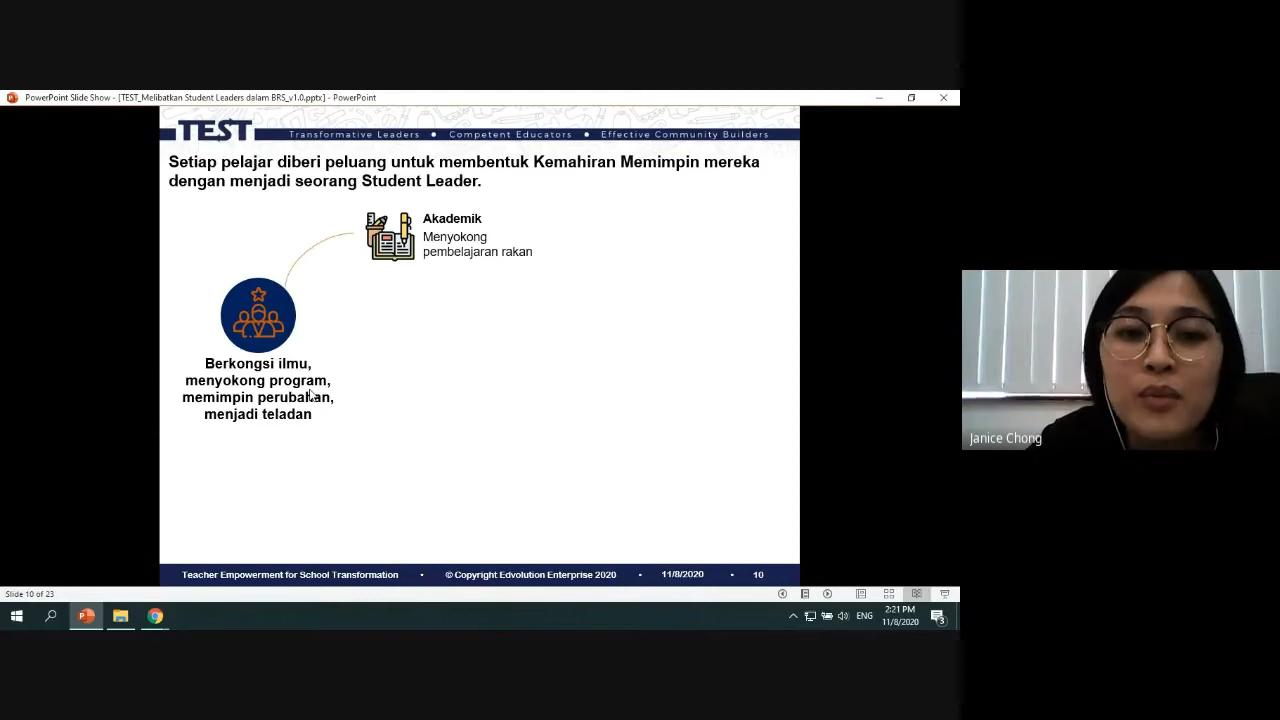 PowerPoint Slide Show - [TEST_Melibatkan Student Leaders dalam BRS_v1.0.pptx] - PowerPoint
TEST
Transformative Leaders • Competent Educators • Effective Community Builders
Setiap pelajar diberi peluang untuk membentuk Kemahiran Memimpin mereka
dengan menjadi seorang Student Leader.
Akademik
Menyokong
pembelajaran rakan
Berkongsi ilmu,
menyokong program,
memimpin perubahan,
menjadi teladan
Janice Chong
Teacher Empowerment for School Transformation • © Copyright Edvolution Enterprise 2020 • 11/8/2020 • 10
Slide 10 of 23
ENG
2:21 PM
11/8/2020
3